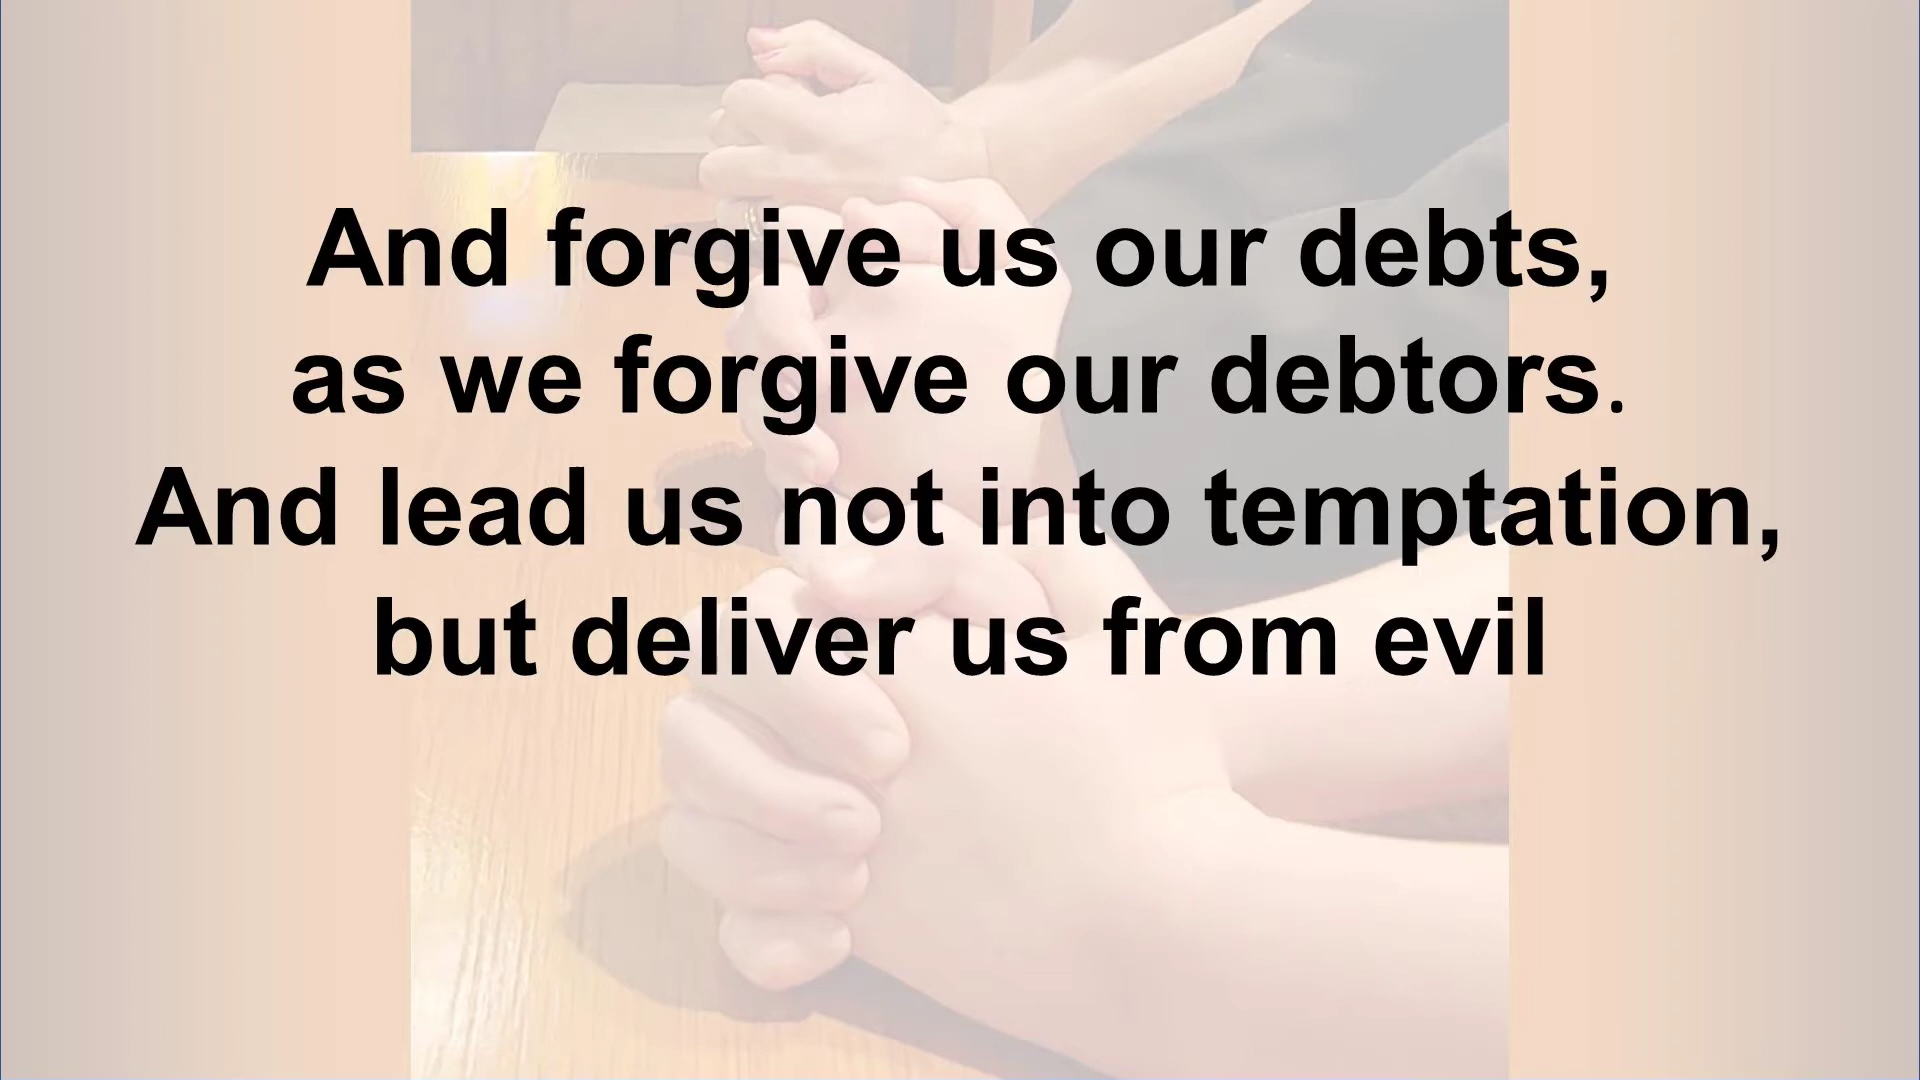 And forgive us our debts,
as we forgive our debtors.
And lead us not into temptation,
but deliver us from evil